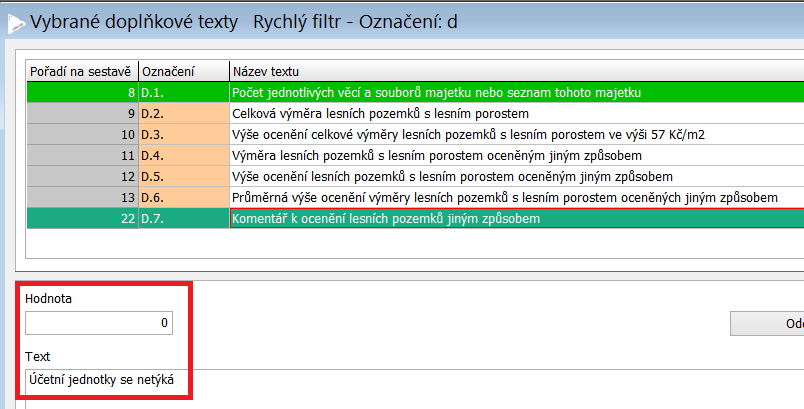 Vybrané doplňkové texty Rychlý filtr - Označení: d
Pořadí na sestavě Označení Název textu
8 D.1. Počet jednotlivých věcí a souborů majetku nebo seznam tohoto majetku
9 D.2. Celková výměra lesních pozemků s lesním porostem
10 D.3. Výše ocenění celkové výměry lesních pozemků s lesním porostem ve výši 57 Kč/m2
11 D.4. Výměra lesních pozemků s lesním porostem oceněným jiným způsobem
12 D.5. Výše ocenění lesních pozemků s lesním porostem oceněným jiným způsobem
13 D.6. Průměrná výše ocenění výměry lesních pozemků s lesním porostem oceněných jiným způsobem
22 D.7. Komentář k ocenění lesních pozemků jiným způsobem
Hodnota
0
Text
Účetní jednotky se netýká